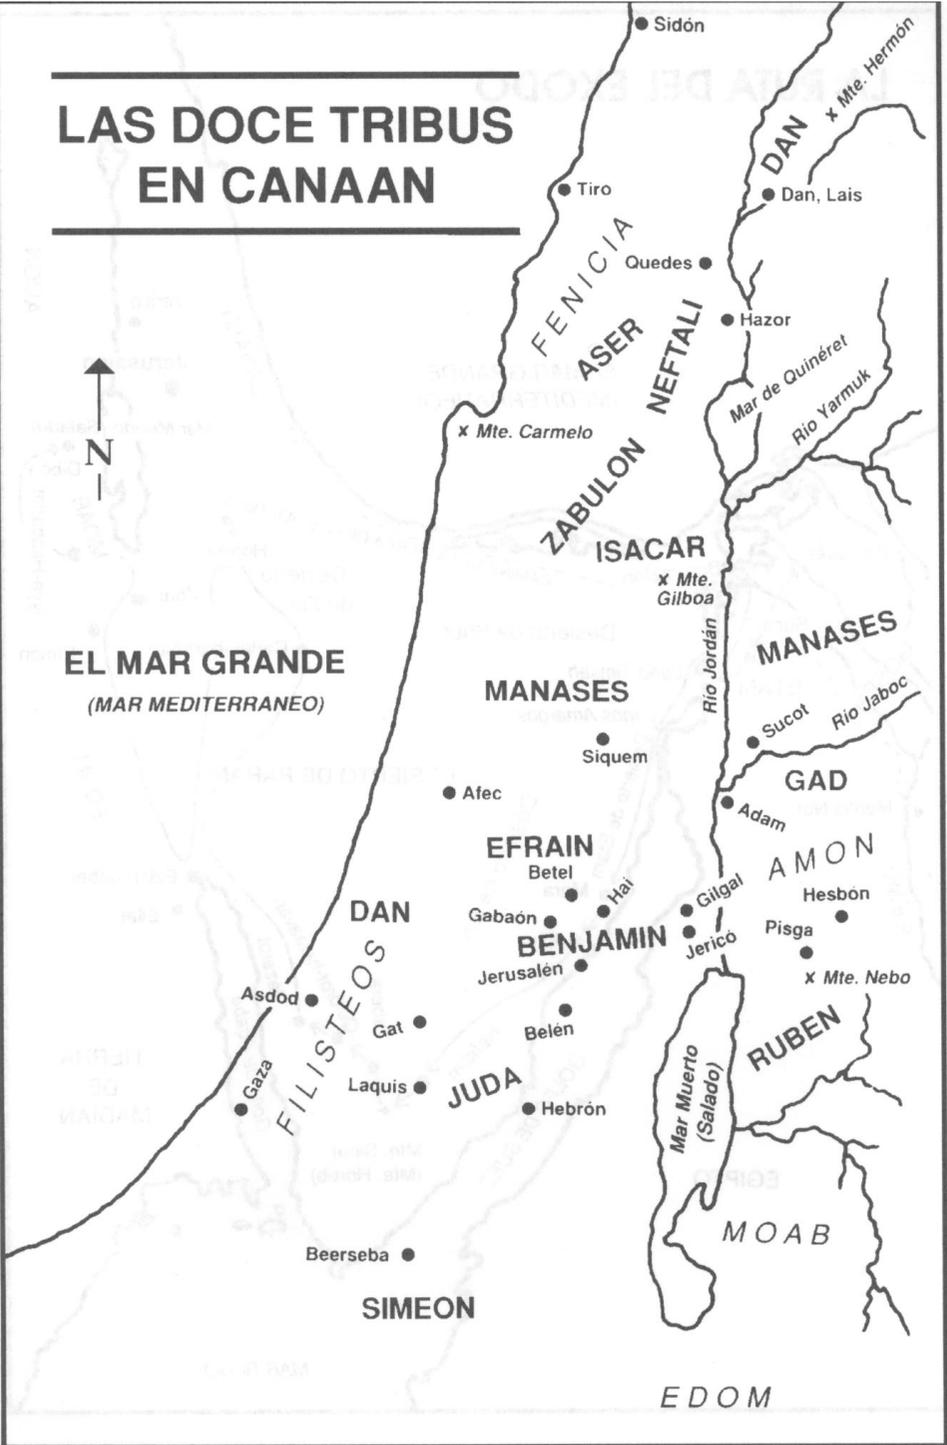 LAS DOCE TRIBUS
EN CANAAN
Sidón
x Mte. Hermón
DAN
Dan, Lais
Tiro
FENICIA
Quedes
Hazor
ASER
NEFTALI
Mar de Quinéret
Río Yarmuk
N
x Mte. Carmelo
ZABULON
ISACAR
x Mte.
Gilboa
Río Jordán
MANASES
EL MAR GRANDE
(MAR MEDITERRANEO)
MANASES
Siquem
Sucot
Río Jaboc
GAD
Afec
Adam
EFRAIN
Betel
Hai
AMON
Gilgal
Hesbón
DAN
Gabaón
BENJAMIN
Jericó
Pisga
Jerusalén
x Mte. Nebo
Asdod
FILISTEOS
Gat
Belén
RUBEN
Gaza
Laquis
JUDA
Hebrón
Mar Muerto
(Salado)
MOAB
Beerseba
SIMEON
EDOM